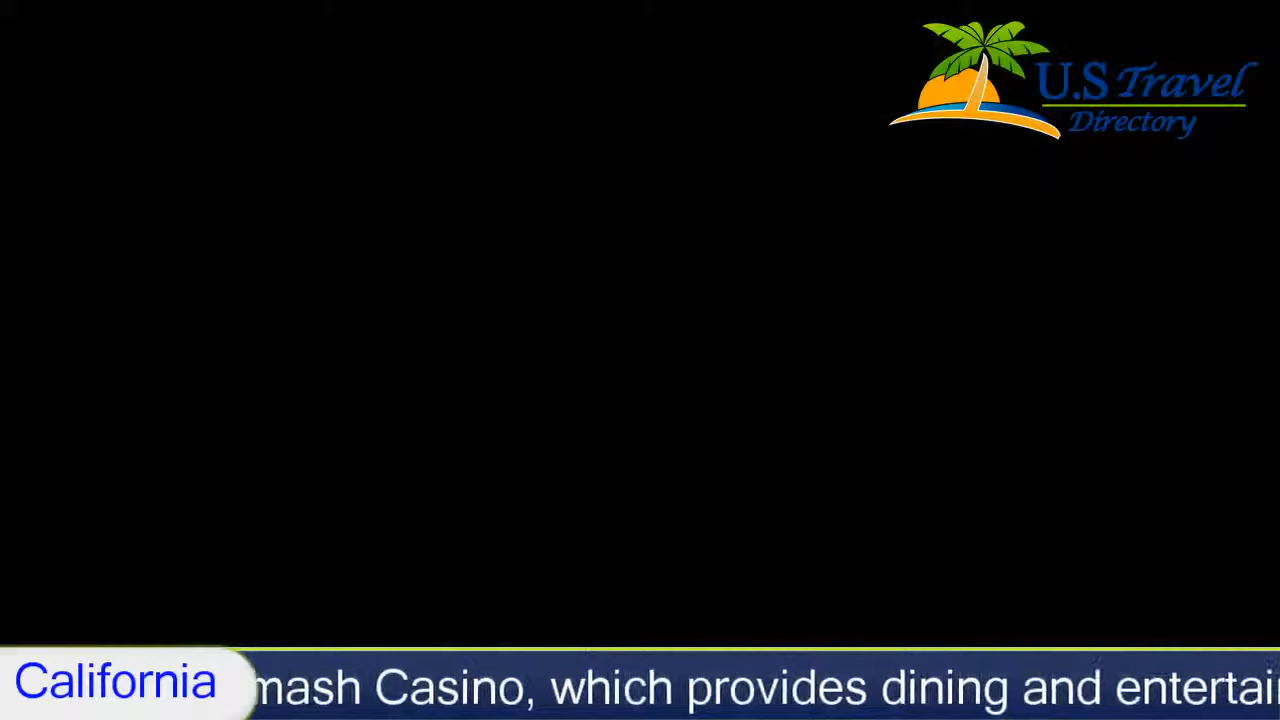 U.S Travel
Directory
California
mash Casino, which provides dining and entertai